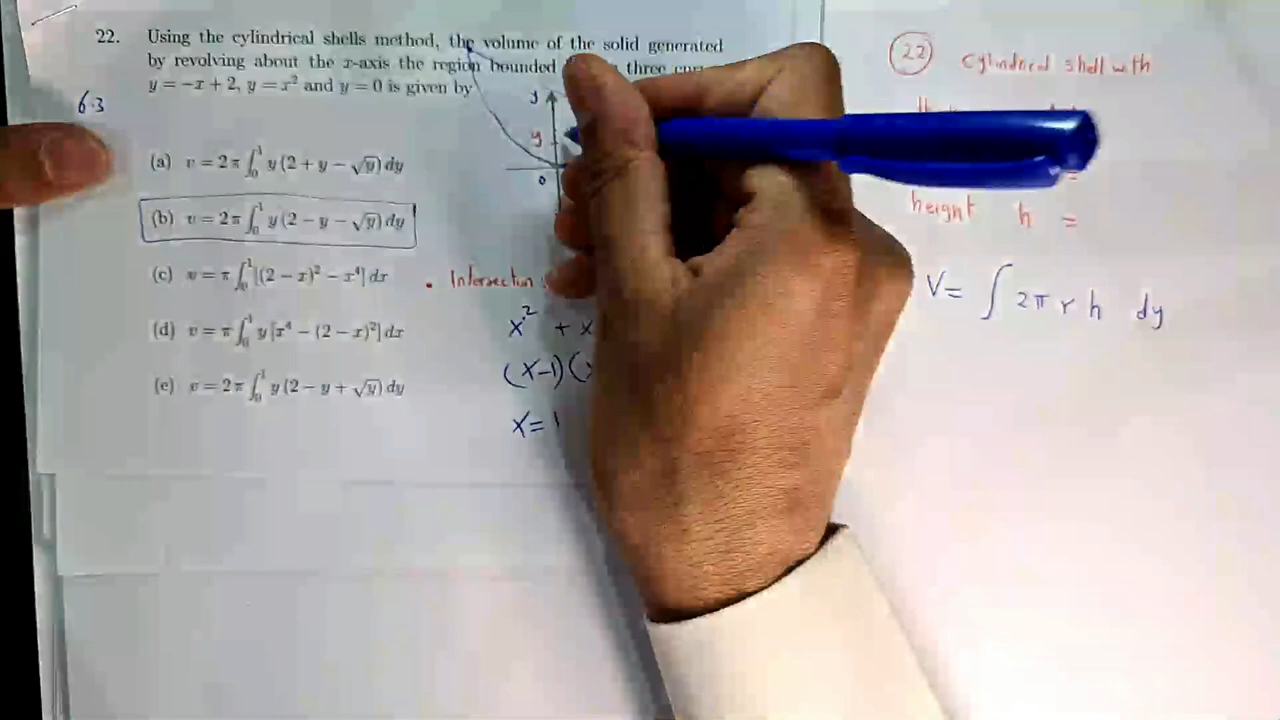 22. Using the cylindrical shells method, the volume of the solid generated
by revolving about the x-axis the region bounded three
y = −x + 2, y = x² and y = 0 is given by
6.3
(a) v = 2π ∫₀¹ y (2 + y − √y) dy
(b) v = 2π ∫₀¹ y (2 − y − √y) dy
(c) v = π ∫₀¹ [(2 − x)² − x⁴] dx
(d) v = π ∫₀¹ y [x⁴ − (2 − x)²] dx
(e) v = 2π ∫₀¹ y (2 − y + √y) dy
y
y
0
• Intersection
x² + x
(x−1)(
x = 1
22 cylindrical shell with
=
height h =
V = ∫ 2π r h dy